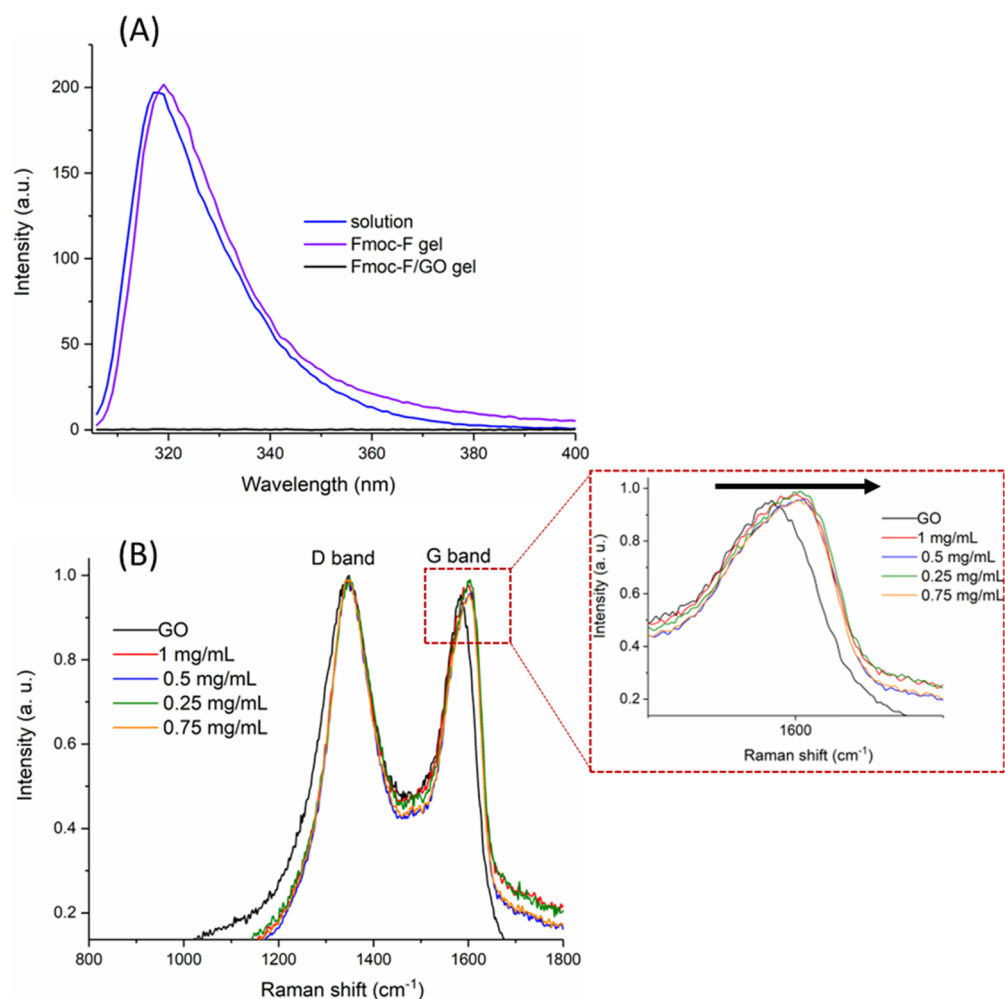 (A)
200
150
100
50
0
Intensity (a.u.)
solution
Fmoc-F gel
Fmoc-F/GO gel
320 340 360 380 400
Wavelength (nm)
(B)
D band G band
1.0
0.8
0.6
0.4
0.2
Intensity (a. u.)
GO
1 mg/mL
0.5 mg/mL
0.25 mg/mL
0.75 mg/mL
800 1000 1200 1400 1600 1800
Raman shift (cm⁻¹)
1.0
0.8
0.6
0.4
0.2
Intensity (a. u.)
GO
1 mg/mL
0.5 mg/mL
0.25 mg/mL
0.75 mg/mL
1600
Raman shift (cm⁻¹)